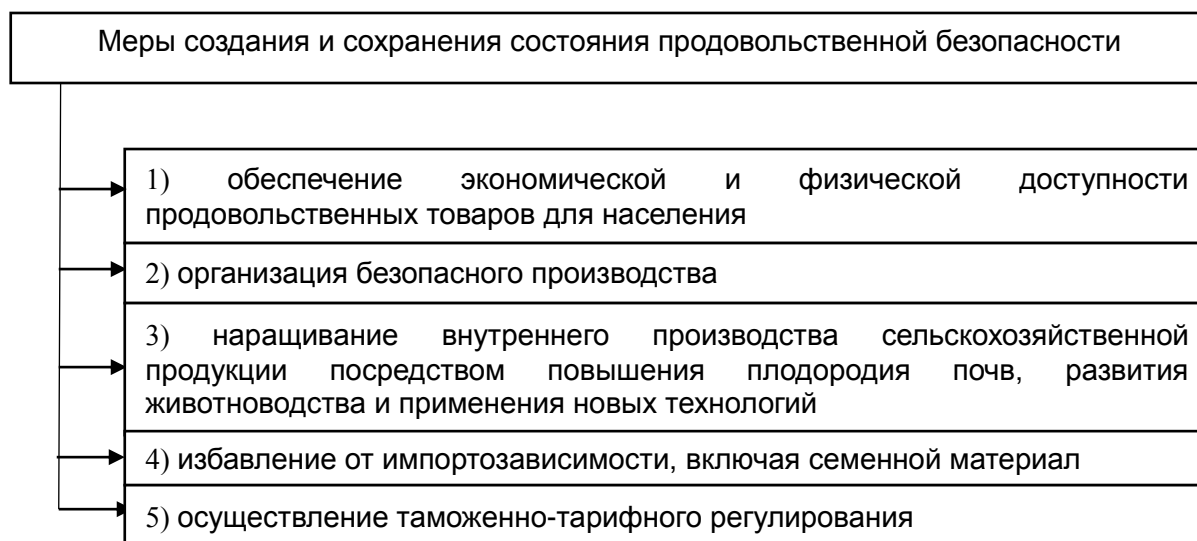 Меры создания и сохранения состояния продовольственной безопасности
1) обеспечение экономической и физической доступности
продовольственных товаров для населения
2) организация безопасного производства
3) наращивание внутреннего производства сельскохозяйственной
продукции посредством повышения плодородия почв, развития
животноводства и применения новых технологий
4) избавление от импортозависимости, включая семенной материал
5) осуществление таможенно-тарифного регулирования